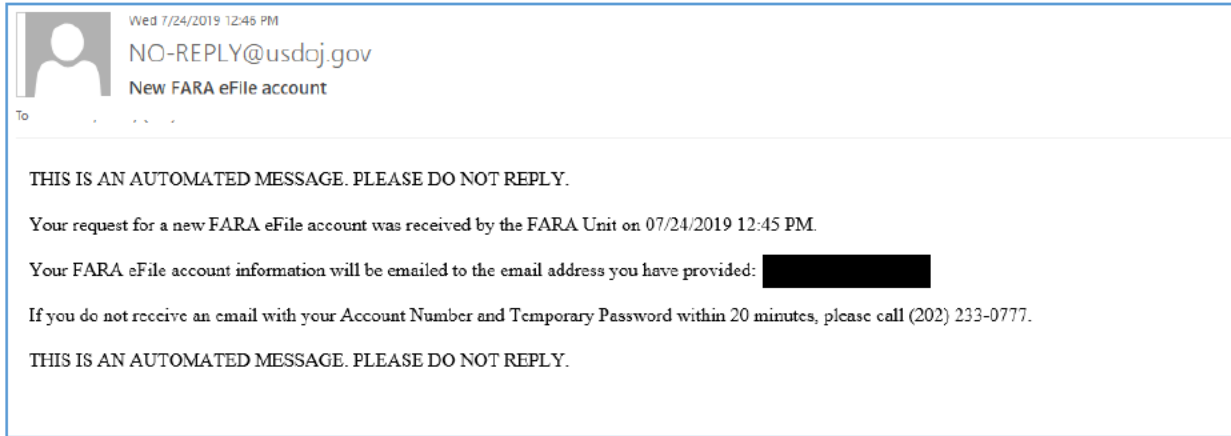 Wed 7/24/2019 12:46 PM
NO-REPLY@usdoj.gov
New FARA eFile account
To
THIS IS AN AUTOMATED MESSAGE. PLEASE DO NOT REPLY.
Your request for a new FARA eFile account was received by the FARA Unit on 07/24/2019 12:45 PM.
Your FARA eFile account information will be emailed to the email address you have provided:
If you do not receive an email with your Account Number and Temporary Password within 20 minutes, please call (202) 233-0777.
THIS IS AN AUTOMATED MESSAGE. PLEASE DO NOT REPLY.